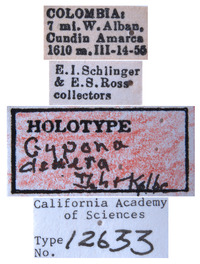 COLOMBIA:
7 mi. W. Alban,
Cundin Amarca
1610 m. III-14-55
E. I. Schlinger
& E. S. Ross
collectors
HOLOTYPE
Gypona
California Academy
of Sciences
Type
No. 12633